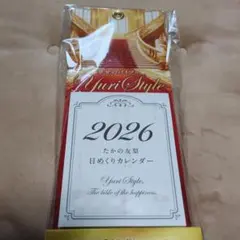 Yuri Style
2026
たかの友梨
日めくりカレンダー
Yuri Style,
The table of the happiness.